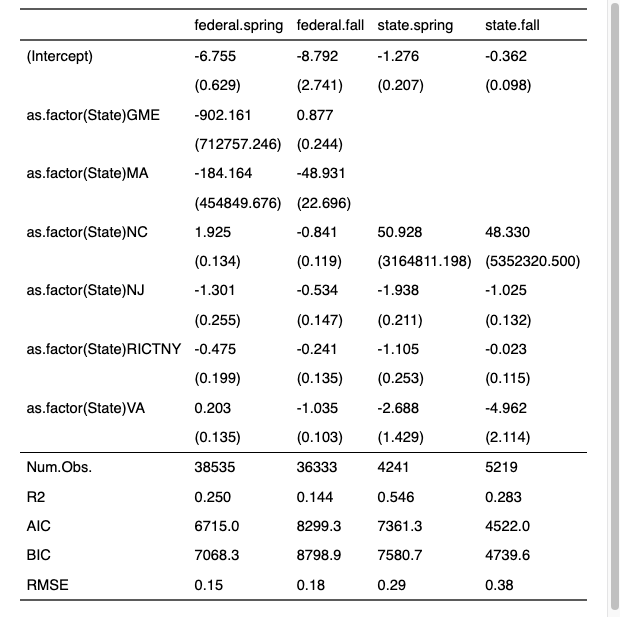 federal.spring federal.fall state.spring state.fall
(Intercept) -6.755 -8.792 -1.276 -0.362
(0.629) (2.741) (0.207) (0.098)
as.factor(State)GME -902.161 0.877
(712757.246) (0.244)
as.factor(State)MA -184.164 -48.931
(454849.676) (22.696)
as.factor(State)NC 1.925 -0.841 50.928 48.330
(0.134) (0.119) (3164811.198) (5352320.500)
as.factor(State)NJ -1.301 -0.534 -1.938 -1.025
(0.255) (0.147) (0.211) (0.132)
as.factor(State)RICTNY -0.475 -0.241 -1.105 -0.023
(0.199) (0.135) (0.253) (0.115)
as.factor(State)VA 0.203 -1.035 -2.688 -4.962
(0.135) (0.103) (1.429) (2.114)
Num.Obs. 38535 36333 4241 5219
R2 0.250 0.144 0.546 0.283
AIC 6715.0 8299.3 7361.3 4522.0
BIC 7068.3 8798.9 7580.7 4739.6
RMSE 0.15 0.18 0.29 0.38